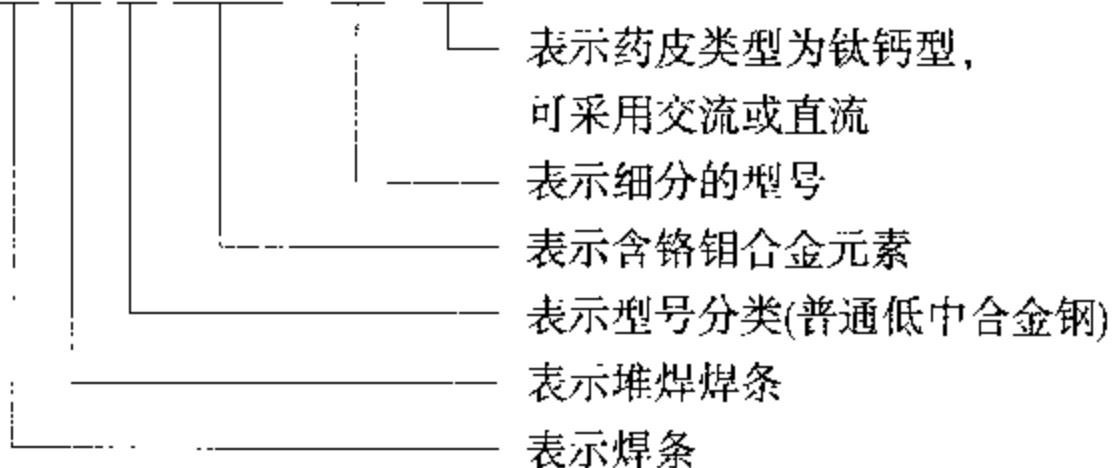 表示药皮类型为钛钙型，
可采用交流或直流
表示细分的型号
表示含铬钼合金元素
表示型号分类(普通低中合金钢)
表示堆焊焊条
表示焊条